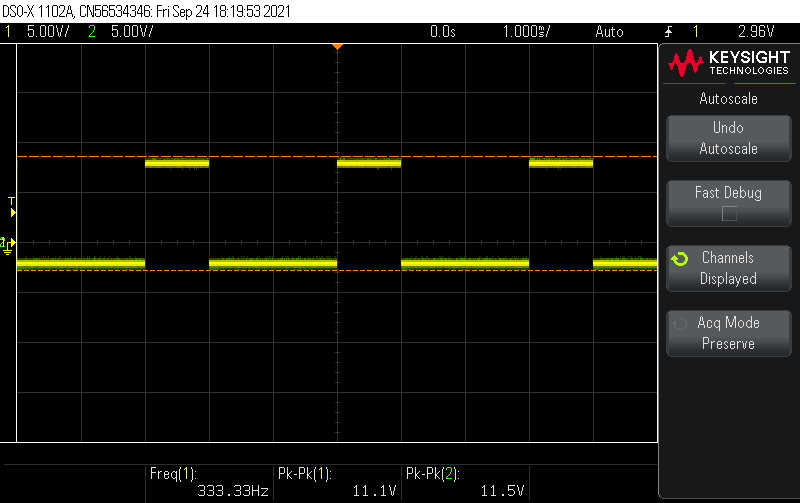 DSO-X 1102A, CN56534346: Fri Sep 24 18:19:53 2021
1 5.00V/ 2 5.00V/ 0.0s 1.000ms/ Auto 1 2.96V
KEYSIGHT
TECHNOLOGIES
Autoscale
Undo
Autoscale
Fast Debug
T
2
Channels
Displayed
Acq Mode
Preserve
Freq(1): Pk-Pk(1): Pk-Pk(2):
333.33Hz 11.1V 11.5V